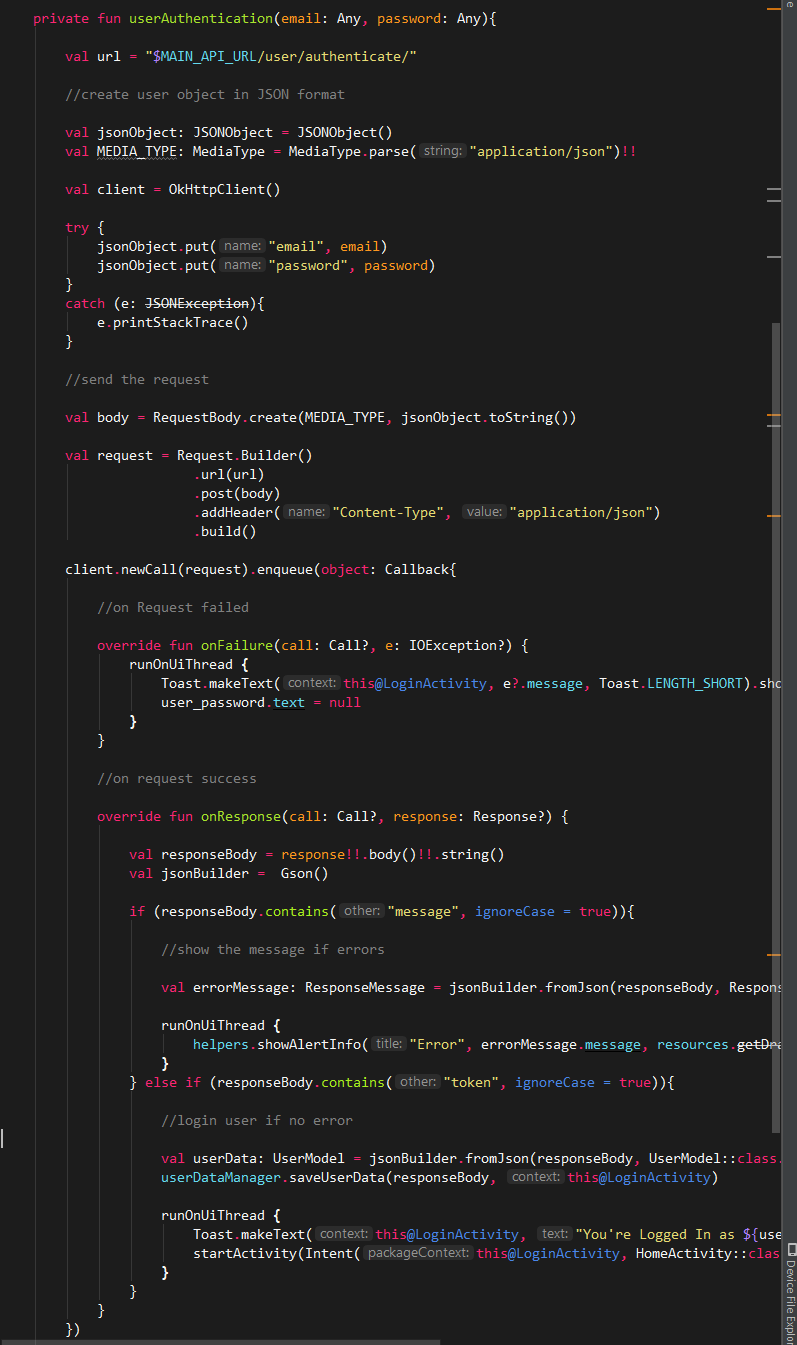 private fun userAuthentication(email: Any, password: Any){
val url = "$MAIN_API_URL/user/authenticate/"
//create user object in JSON format
val jsonObject: JSONObject = JSONObject()
val MEDIA_TYPE: MediaType = MediaType.parse( string: "application/json")!!
val client = OkHttpClient()
try {
jsonObject.put( name: "email", email)
jsonObject.put( name: "password", password)
}
catch (e: JSONException){
e.printStackTrace()
}
//send the request
val body = RequestBody.create(MEDIA_TYPE, jsonObject.toString())
val request = Request.Builder()
.url(url)
.post(body)
.addHeader( name: "Content-Type", value: "application/json")
.build()
client.newCall(request).enqueue(object: Callback{
//on Request failed
override fun onFailure(call: Call?, e: IOException?) {
runOnUiThread {
Toast.makeText( context: this@LoginActivity, e?.message, Toast.LENGTH_SHORT).sho
user_password.text = null
}
}
//on request success
override fun onResponse(call: Call?, response: Response?) {
val responseBody = response!!.body()!!.string()
val jsonBuilder =  Gson()
if (responseBody.contains( other: "message", ignoreCase = true)){
//show the message if errors
val errorMessage: ResponseMessage = jsonBuilder.fromJson(responseBody, Respons
runOnUiThread {
helpers.showAlertInfo( title: "Error", errorMessage.message, resources.getDra
}
} else if (responseBody.contains( other: "token", ignoreCase = true)){
//login user if no error
val userData: UserModel = jsonBuilder.fromJson(responseBody, UserModel::class.
userDataManager.saveUserData(responseBody, context: this@LoginActivity)
runOnUiThread {
Toast.makeText( context: this@LoginActivity, text: "You're Logged In as ${use
startActivity(Intent( packageContext: this@LoginActivity, HomeActivity::clas
}
}
}
})
e
Device File Explor